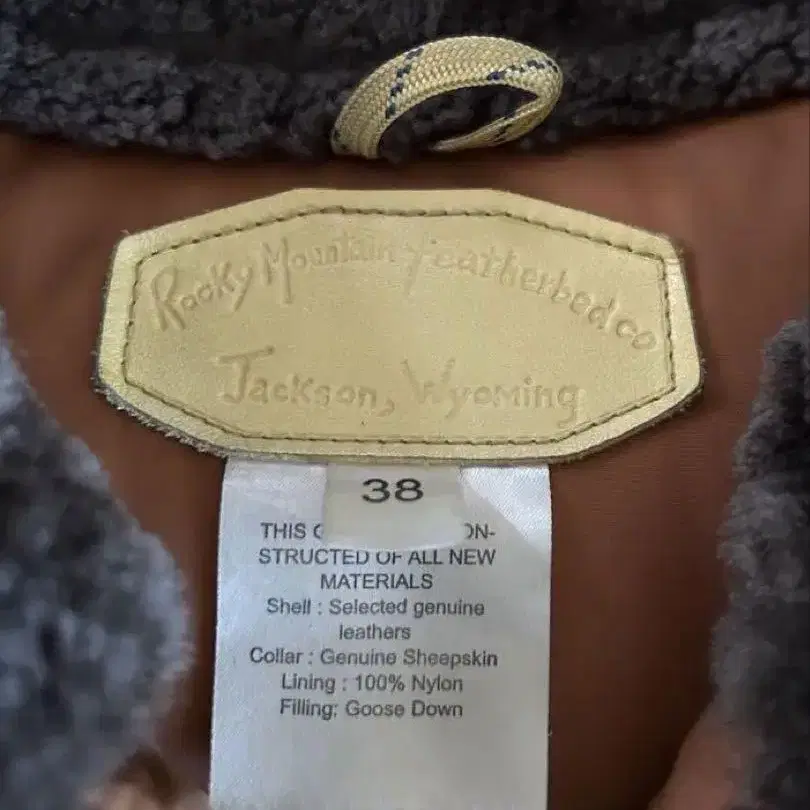 Rocky Mountain Featherbed co
Jackson, Wyoming
38
THIS
STRUCTED OF ALL NEW
MATERIALS
Shell : Selected genuine
leathers
Collar : Genuine Sheepskin
Lining : 100% Nylon
Filling; Goose Down